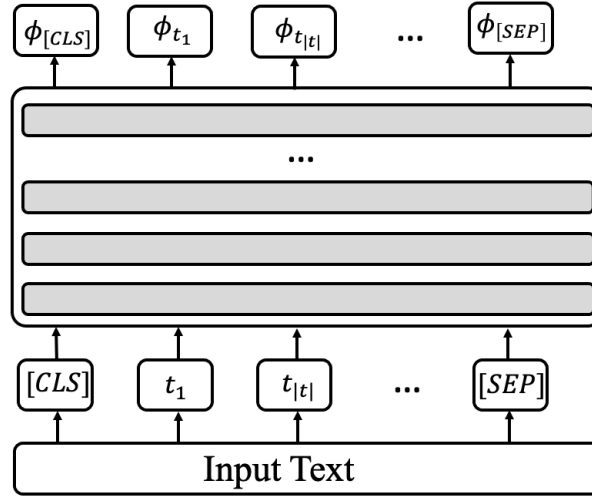 ϕ[CLS] ϕt1 ϕt|t| ... ϕ[SEP]
...
[CLS] t1 t|t| ... [SEP]
Input Text